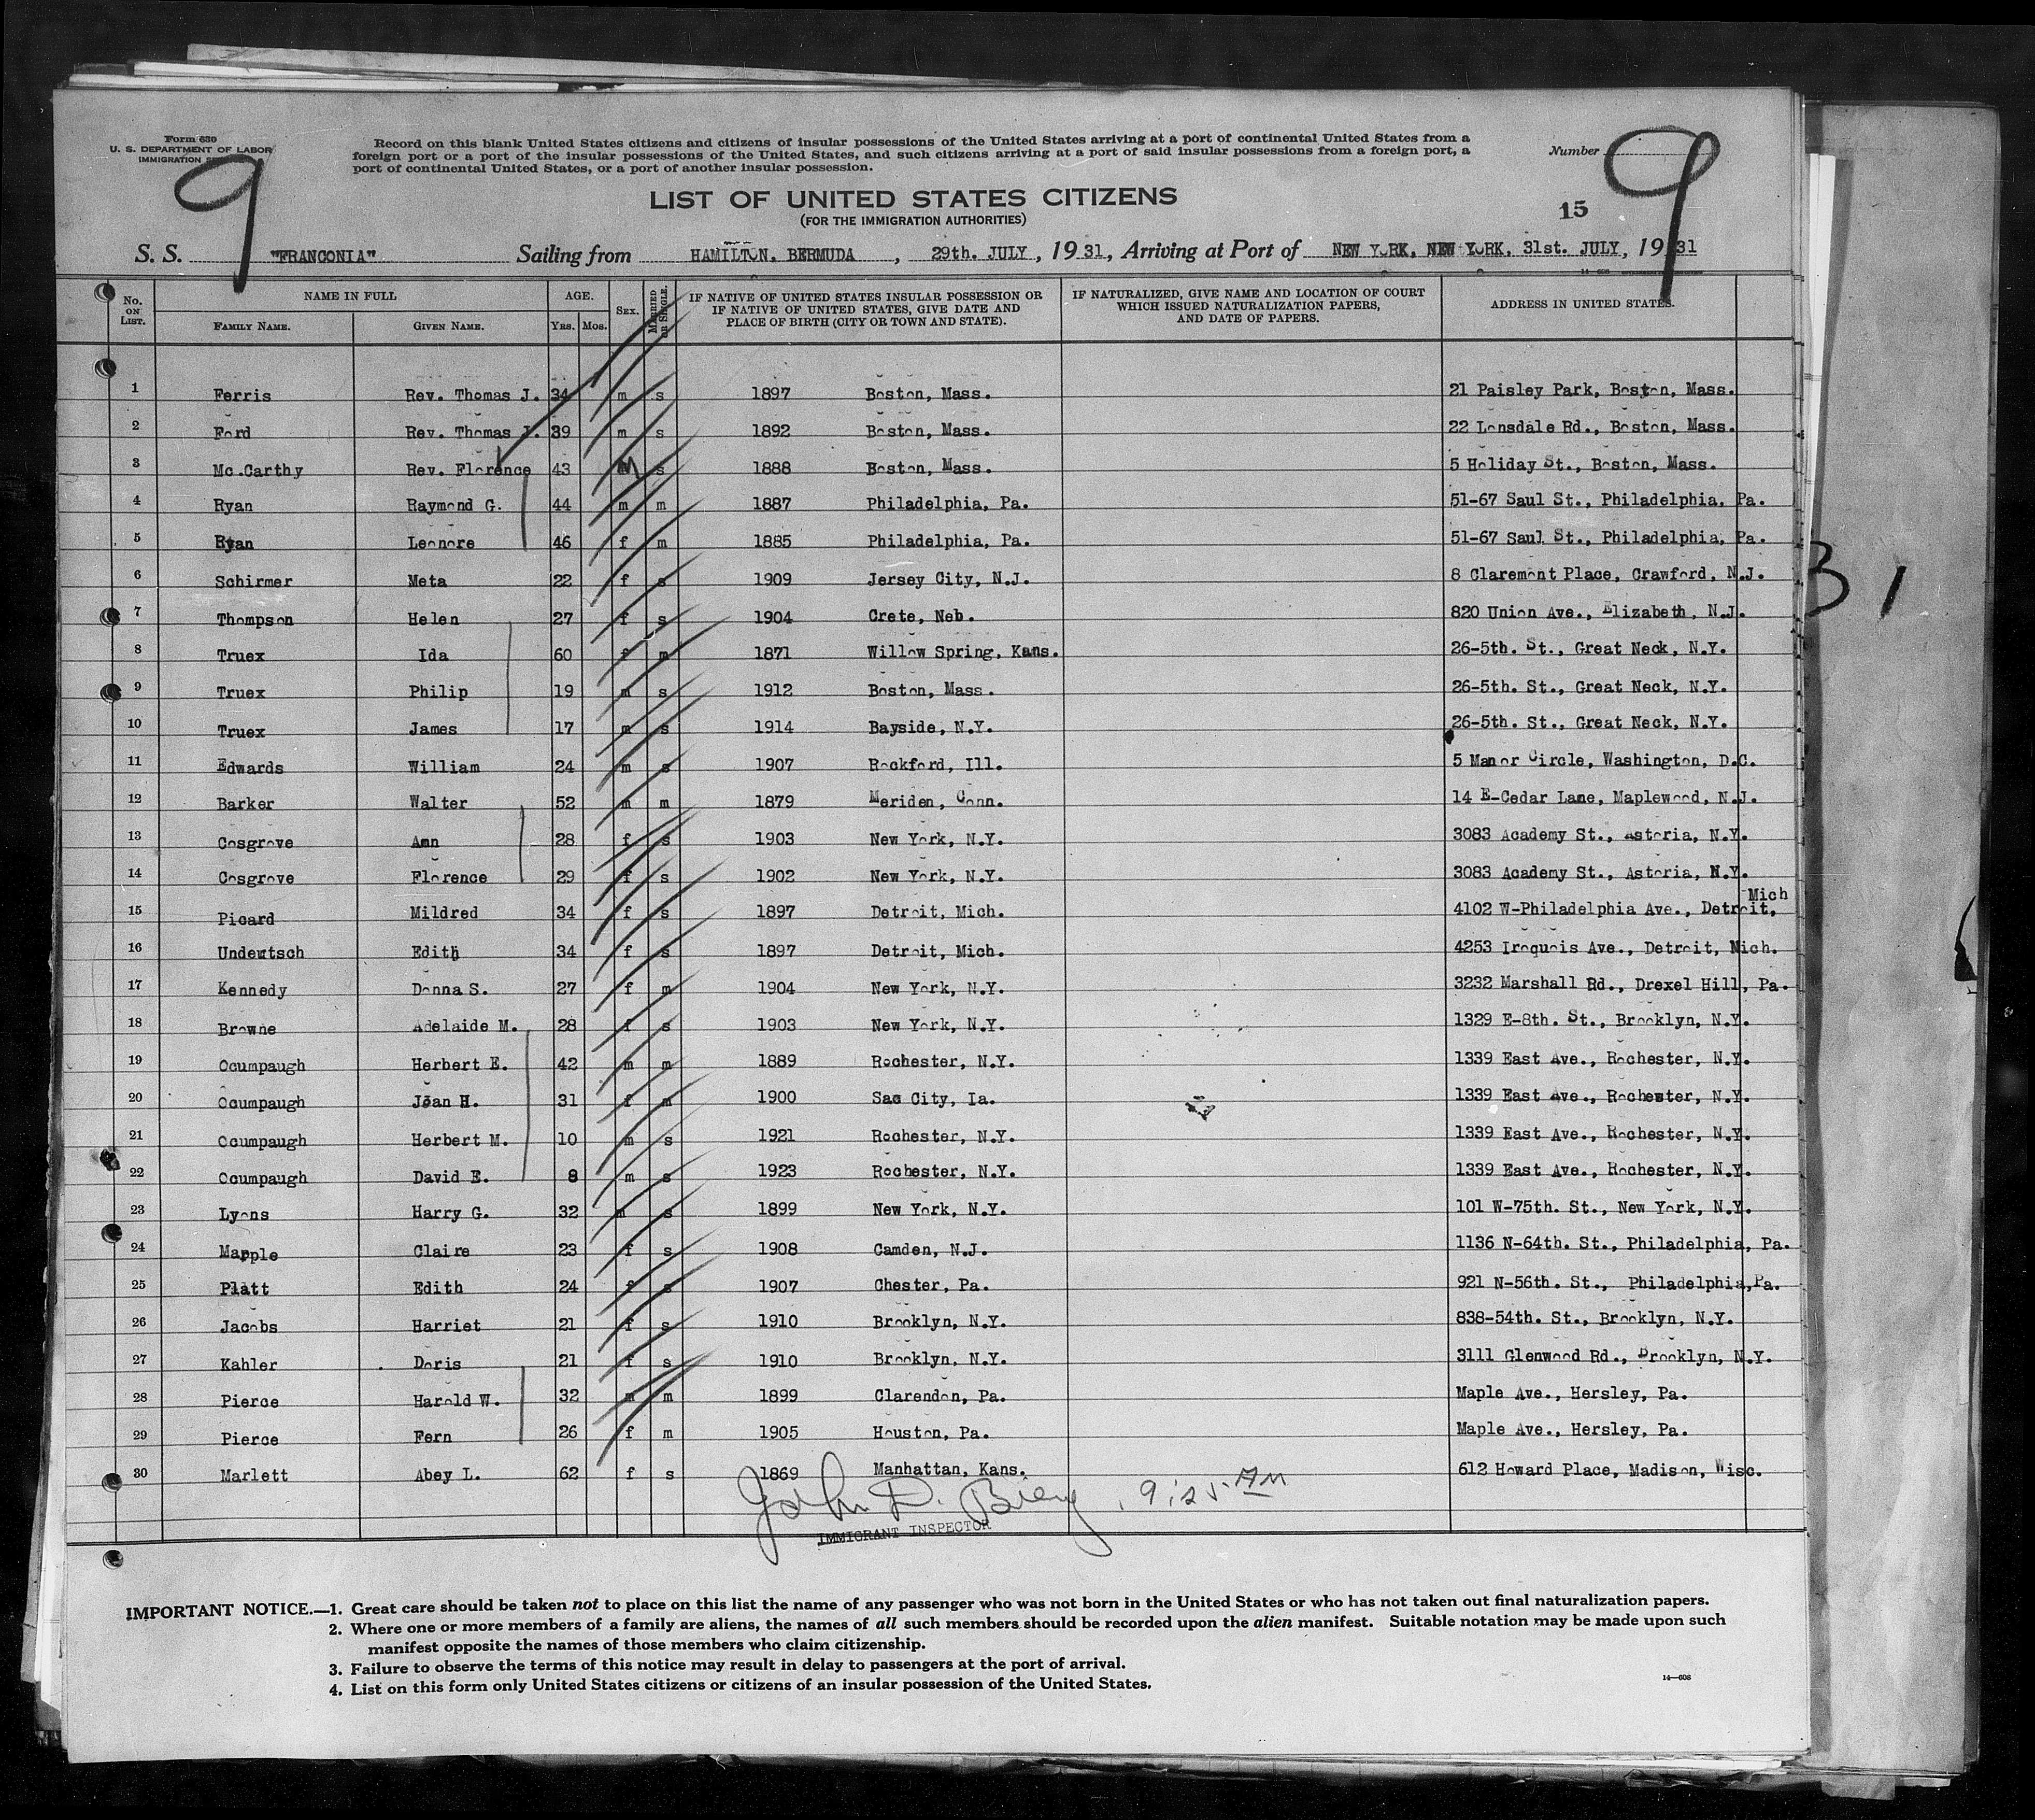 Form 630
U. S. DEPARTMENT OF LABOR
IMMIGRATION
9
Record on this blank United States citizens and citizens of insular possessions of the United States arriving at a port of continental United States from a
foreign port or a port of the insular possessions of the United States, and such citizens arriving at a port of said insular possessions from a foreign port, a
port of continental United States, or a port of another insular possession.
Number
9
LIST OF UNITED STATES CITIZENS
(FOR THE IMMIGRATION AUTHORITIES)
15
S. S. "FRANCONIA" Sailing from HAMILTON, BERMUDA, 29th. JULY, 1931, Arriving at Port of NEW YORK, NEW YORK, 31st. JULY, 1931
No. ON LIST. NAME IN FULL FAMILY NAME. GIVEN NAME. AGE. YRS. MOS. SEX. MARRIED OR SINGLE. IF NATIVE OF UNITED STATES INSULAR POSSESSION OR IF NATIVE OF UNITED STATES, GIVE DATE AND PLACE OF BIRTH (CITY OR TOWN AND STATE). IF NATURALIZED, GIVE NAME AND LOCATION OF COURT WHICH ISSUED NATURALIZATION PAPERS, AND DATE OF PAPERS. ADDRESS IN UNITED STATES.
1 Ferris Rev. Thomas J. 34 m s 1897 Boston, Mass. 21 Paisley Park, Boston, Mass.
2 Ford Rev. Thomas J. 39 m s 1892 Boston, Mass. 22 Lonsdale Rd., Boston, Mass.
3 Mc.Carthy Rev. Florence 43 M s 1888 Boston, Mass. 5 Holiday St., Boston, Mass.
4 Ryan Raymond G. 44 m m 1887 Philadelphia, Pa. 51-67 Saul St., Philadelphia, Pa.
5 Ryan Leonore 46 f m 1885 Philadelphia, Pa. 51-67 Saul St., Philadelphia, Pa.
6 Schirmer Meta 22 f s 1909 Jersey City, N.J. 8 Claremont Place, Crawford, N.J.
7 Thompson Helen 27 f s 1904 Crete, Neb. 820 Union Ave., Elizabeth, N.J.
8 Truex Ida 60 f m 1871 Willow Spring, Kans. 26-5th. St., Great Neck, N.Y.
9 Truex Philip 19 m s 1912 Boston, Mass. 26-5th. St., Great Neck, N.Y.
10 Truex James 17 m s 1914 Bayside, N.Y. 26-5th. St., Great Neck, N.Y.
11 Edwards William 24 m s 1907 Rockford, Ill. 5 Manor Circle, Washington, D.C.
12 Barker Walter 52 m m 1879 Meriden, Conn. 14 E-Cedar Lane, Maplewood, N.J.
13 Cosgrove Ann 28 f s 1903 New York, N.Y. 3083 Academy St., Astoria, N.Y.
14 Cosgrove Florence 29 f s 1902 New York, N.Y. 3083 Academy St., Astoria, N.Y.
15 Picard Mildred 34 f s 1897 Detroit, Mich. 4102 W-Philadelphia Ave., Detroit, Mich
16 Undeutsch Edith 34 f s 1897 Detroit, Mich. 4253 Iroquois Ave., Detroit, Mich.
17 Kennedy Donna S. 27 f m 1904 New York, N.Y. 3232 Marshall Rd., Drexel Hill, Pa.
18 Browne Adelaide M. 28 f s 1903 New York, N.Y. 1329 E-8th. St., Brooklyn, N.Y.
19 Ocumpaugh Herbert E. 42 m m 1889 Rochester, N.Y. 1339 East Ave., Rochester, N.Y.
20 Ocumpaugh Jean H. 31 f m 1900 Sac City, Ia. 1339 East Ave., Rochester, N.Y.
21 Ocumpaugh Herbert M. 10 m s 1921 Rochester, N.Y. 1339 East Ave., Rochester, N.Y.
22 Ocumpaugh David E. 8 m s 1923 Rochester, N.Y. 1339 East Ave., Rochester, N.Y.
23 Lyons Harry G. 32 m s 1899 New York, N.Y. 101 W-75th. St., New York, N.Y.
24 Mapple Claire 23 f s 1908 Camden, N.J. 1136 N-64th. St., Philadelphia, Pa.
25 Platt Edith 24 f s 1907 Chester, Pa. 921 N-56th. St., Philadelphia, Pa.
26 Jacobs Harriet 21 f s 1910 Brooklyn, N.Y. 838-54th. St., Brooklyn, N.Y.
27 Kahler Doris 21 f s 1910 Brooklyn, N.Y. 3111 Glenwood Rd., Brooklyn, N.Y.
28 Pierce Harold W. 32 m m 1899 Clarendon, Pa. Maple Ave., Hersley, Pa.
29 Pierce Fern 26 f m 1905 Houston, Pa. Maple Ave., Hersley, Pa.
30 Marlett Abey L. 62 f s 1869 Manhattan, Kans. 612 Howard Place, Madison, Wisc.
John D. 9:25 AM
IMMIGRANT INSPECTOR
31
IMPORTANT NOTICE.—1. Great care should be taken not to place on this list the name of any passenger who was not born in the United States or who has not taken out final naturalization papers.
2. Where one or more members of a family are aliens, the names of all such members should be recorded upon the alien manifest. Suitable notation may be made upon such
manifest opposite the names of those members who claim citizenship.
3. Failure to observe the terms of this notice may result in delay to passengers at the port of arrival.
4. List on this form only United States citizens or citizens of an insular possession of the United States.
14—608